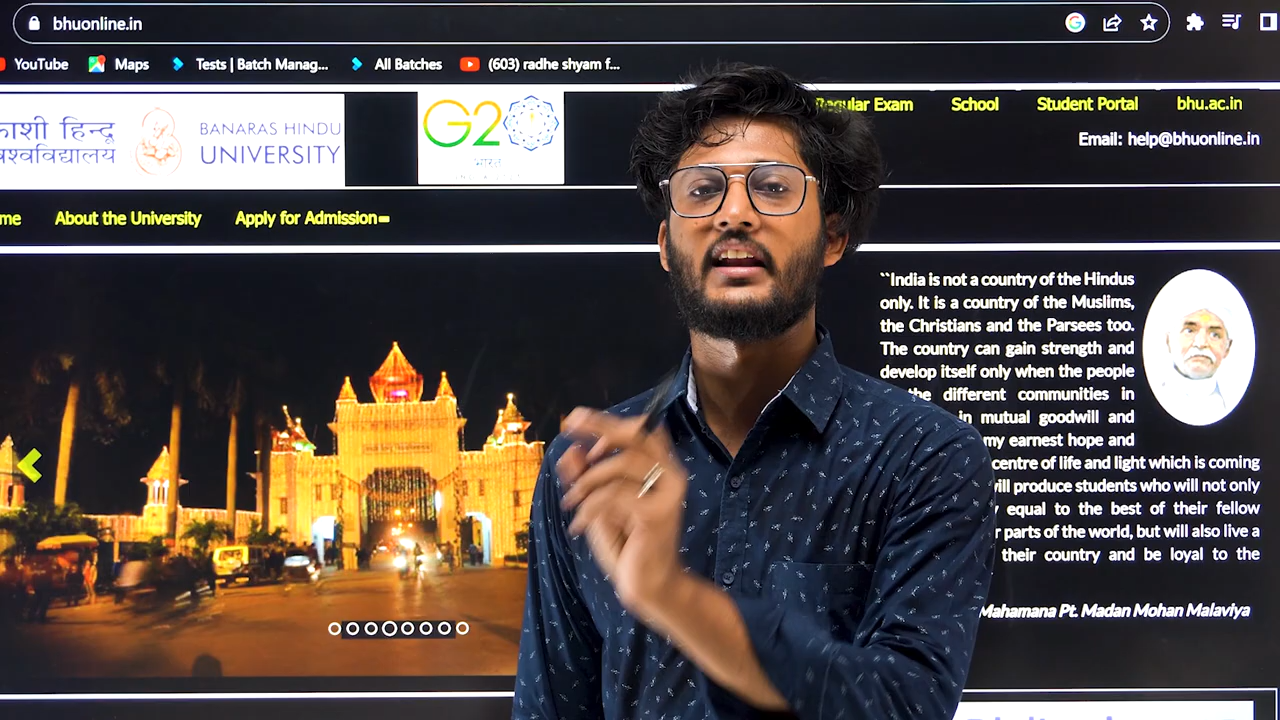 bhuonline.in
YouTube Maps Tests | Batch Manag... All Batches (603) radhe shyam f...
Regular Exam School Student Portal bhu.ac.in
Email: help@bhuonline.in
हिन्दू
BANARAS HINDU
UNIVERSITY
G2
भारत
About the University Apply for Admission
``India is not a country of the Hindus
only. It is a country of the Muslims,
the Christians and the Parsees too.
The country can gain strength and
develop itself only when the people
the different communities in
in mutual goodwill and
my earnest hope and
centre of life and light which is coming
will produce students who will not only
equal to the best of their fellow
parts of the world, but will also live a
their country and be loyal to the
Mahamana Pt. Madan Mohan Malaviya